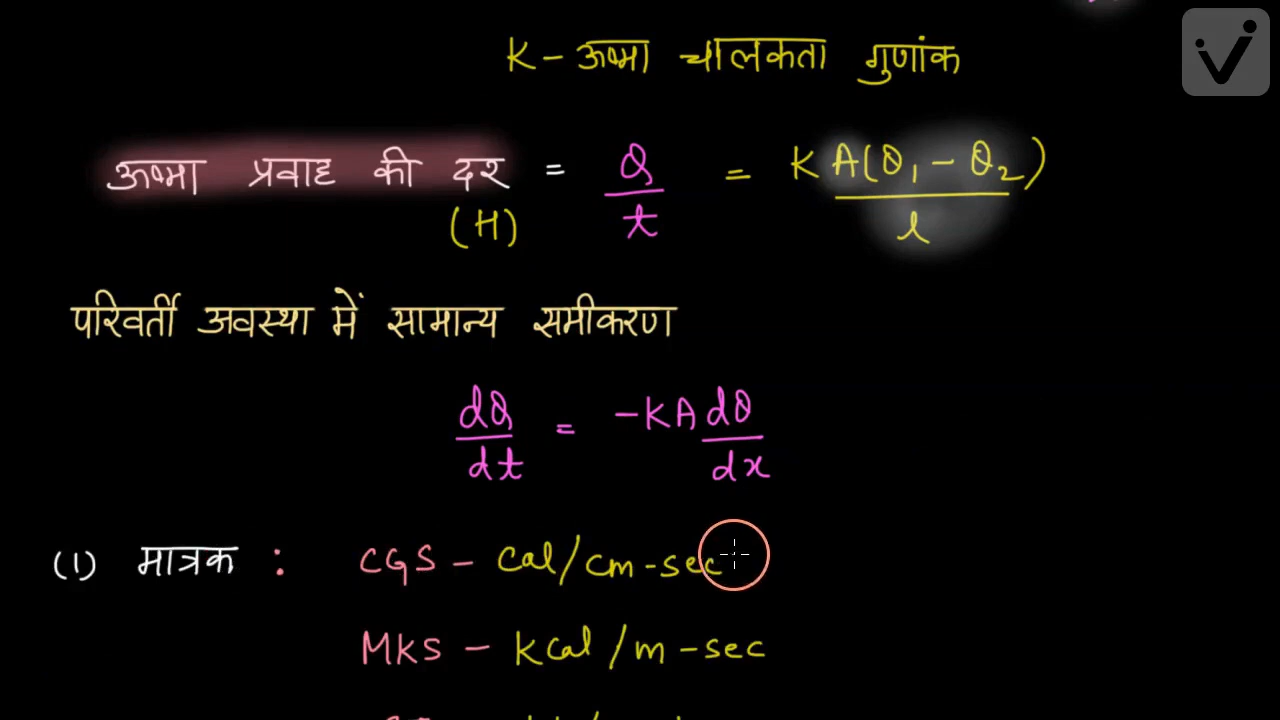 K - ऊष्मा चालकता गुणांक
ऊष्मा प्रवाह की दर (H) = Q/t = K A(θ₁ - θ₂)/l
परिवर्ती अवस्था में सामान्य समीकरण
dQ/dt = -KA dθ/dx
(1) मात्रक : CGS - Cal/cm-sec
MKS - KCal/m-sec